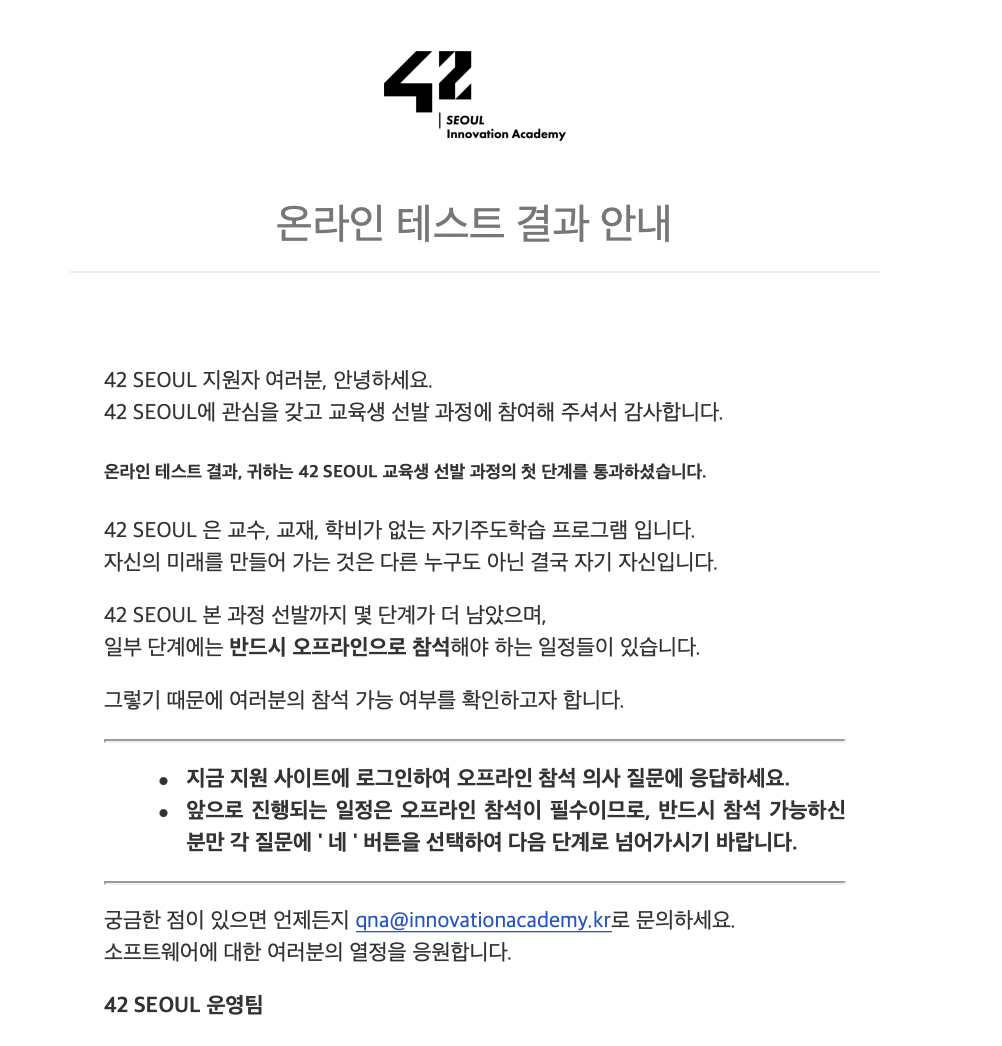 42
SEOUL
Innovation Academy
온라인 테스트 결과 안내
42 SEOUL 지원자 여러분, 안녕하세요.
42 SEOUL에 관심을 갖고 교육생 선발 과정에 참여해 주셔서 감사합니다.
온라인 테스트 결과, 귀하는 42 SEOUL 교육생 선발 과정의 첫 단계를 통과하셨습니다.
42 SEOUL 은 교수, 교재, 학비가 없는 자기주도학습 프로그램 입니다.
자신의 미래를 만들어 가는 것은 다른 누구도 아닌 결국 자기 자신입니다.
42 SEOUL 본 과정 선발까지 몇 단계가 더 남았으며,
일부 단계에는 반드시 오프라인으로 참석해야 하는 일정들이 있습니다.
그렇기 때문에 여러분의 참석 가능 여부를 확인하고자 합니다.
• 지금 지원 사이트에 로그인하여 오프라인 참석 의사 질문에 응답하세요.
• 앞으로 진행되는 일정은 오프라인 참석이 필수이므로, 반드시 참석 가능하신
분만 각 질문에 ' 네 ' 버튼을 선택하여 다음 단계로 넘어가시기 바랍니다.
궁금한 점이 있으면 언제든지 qna@innovationacademy.kr로 문의하세요.
소프트웨어에 대한 여러분의 열정을 응원합니다.
42 SEOUL 운영팀